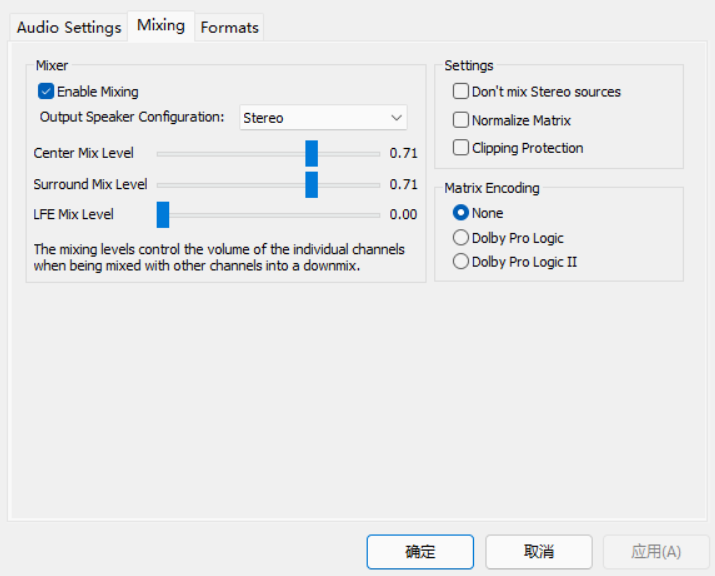 Audio Settings Mixing Formats
Mixer
Enable Mixing
Output Speaker Configuration: Stereo
Center Mix Level 0.71
Surround Mix Level 0.71
LFE Mix Level 0.00
The mixing levels control the volume of the individual channels
when being mixed with other channels into a downmix.
Settings
Don't mix Stereo sources
Normalize Matrix
Clipping Protection
Matrix Encoding
None
Dolby Pro Logic
Dolby Pro Logic II
确定 取消 应用(A)